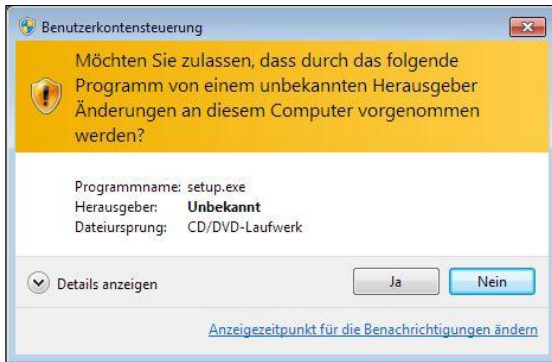 Benutzerkontensteuerung
Möchten Sie zulassen, dass durch das folgende
Programm von einem unbekannten Herausgeber
Änderungen an diesem Computer vorgenommen
werden?
Programmname: setup.exe
Herausgeber: Unbekannt
Dateiursprung: CD/DVD-Laufwerk
Details anzeigen Ja Nein
Anzeigezeitpunkt für die Benachrichtigungen ändern